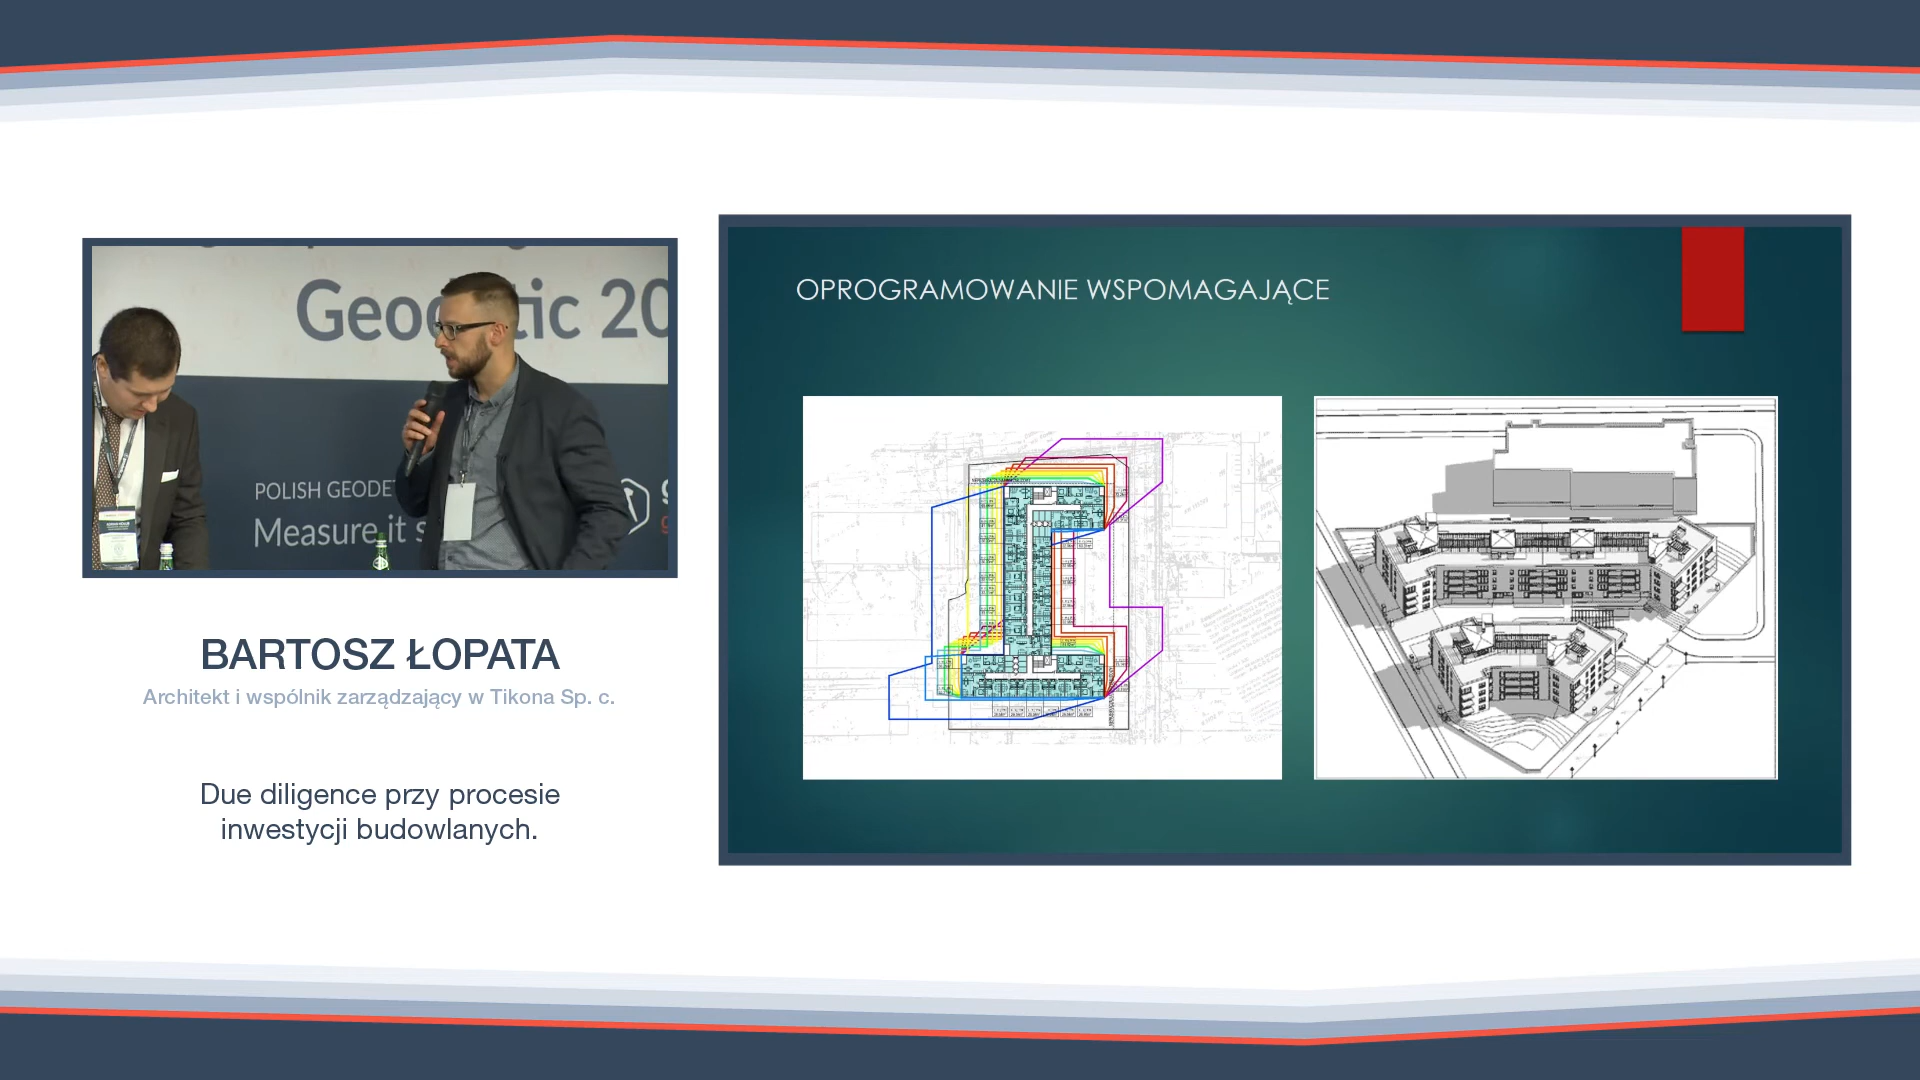 Geo tic 20
POLISH GEODE
Measure it s
BARTOSZ ŁOPATA
Architekt i wspólnik zarządzający w Tikona Sp. c.
Due diligence przy procesie
inwestycji budowlanych.
OPROGRAMOWANIE WSPOMAGAJĄCE